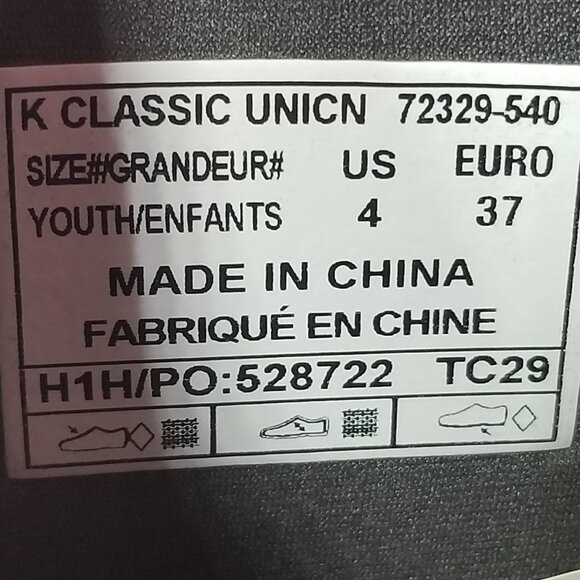 K CLASSIC UNICN 72329-540
SIZE#/GRANDEUR# US EURO
YOUTH/ENFANTS 4 37
MADE IN CHINA
FABRIQUÉ EN CHINE
H1H/PO:528722 TC29